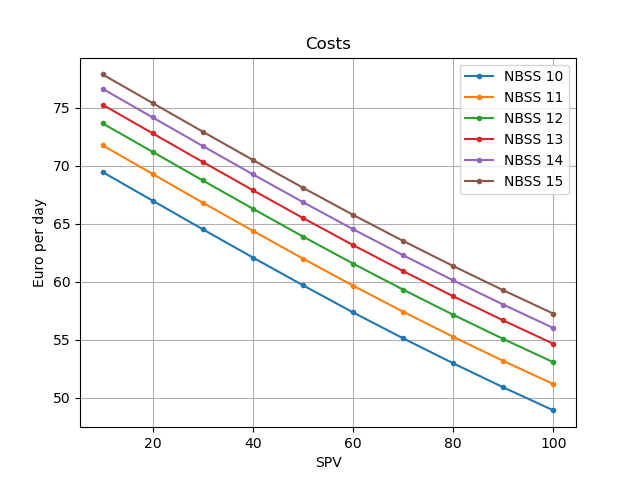 Costs
Euro per day
75
70
65
60
55
50
20 40 60 80 100
SPV
NBSS 10
NBSS 11
NBSS 12
NBSS 13
NBSS 14
NBSS 15